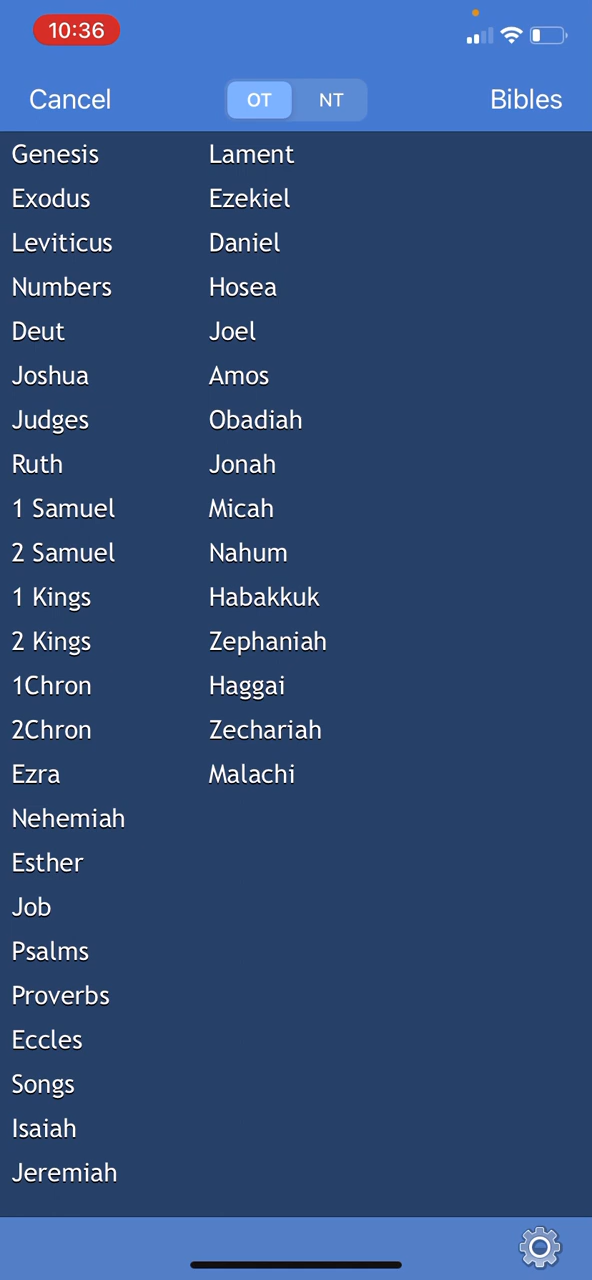 10:36
Cancel
OT
NT
Bibles
Genesis
Exodus
Leviticus
Numbers
Deut
Joshua
Judges
Ruth
1 Samuel
2 Samuel
1 Kings
2 Kings
1Chron
2Chron
Ezra
Nehemiah
Esther
Job
Psalms
Proverbs
Eccles
Songs
Isaiah
Jeremiah
Lament
Ezekiel
Daniel
Hosea
Joel
Amos
Obadiah
Jonah
Micah
Nahum
Habakkuk
Zephaniah
Haggai
Zechariah
Malachi